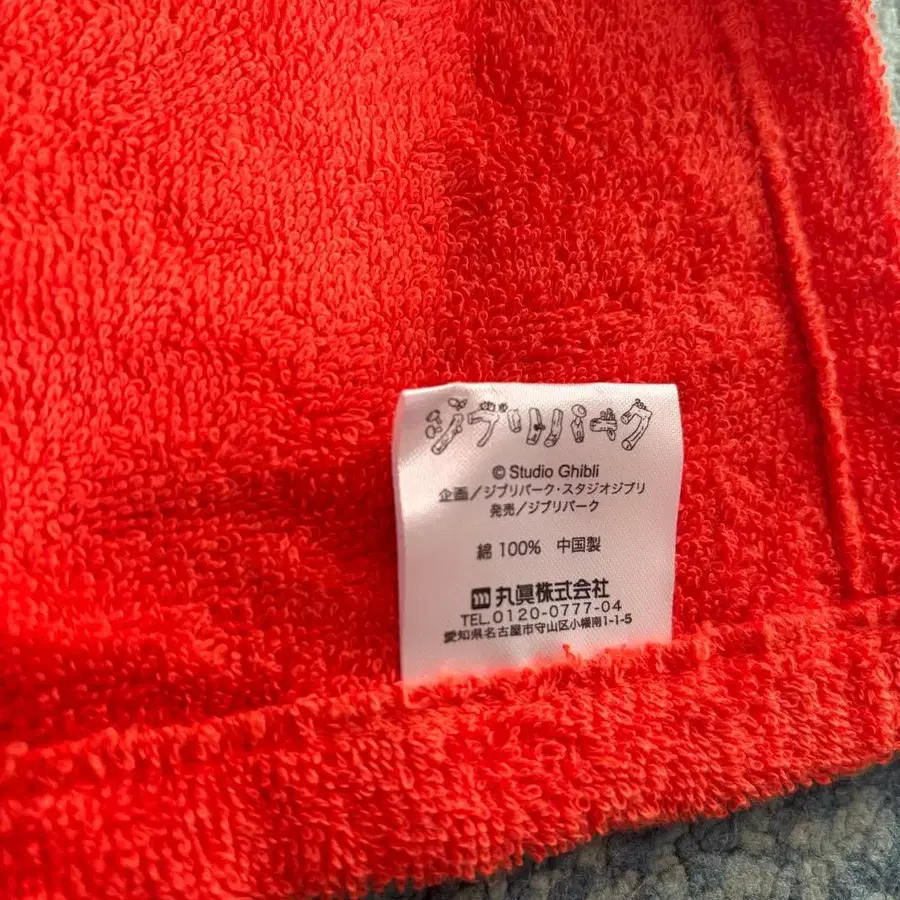 ジブリパーク
© Studio Ghibli
企画／ジブリパーク・スタジオジブリ
発売／ジブリパーク
綿 100% 中国製
m 丸眞株式会社
TEL.0120-0777-04
愛知県名古屋市守山区小幡南1-1-5